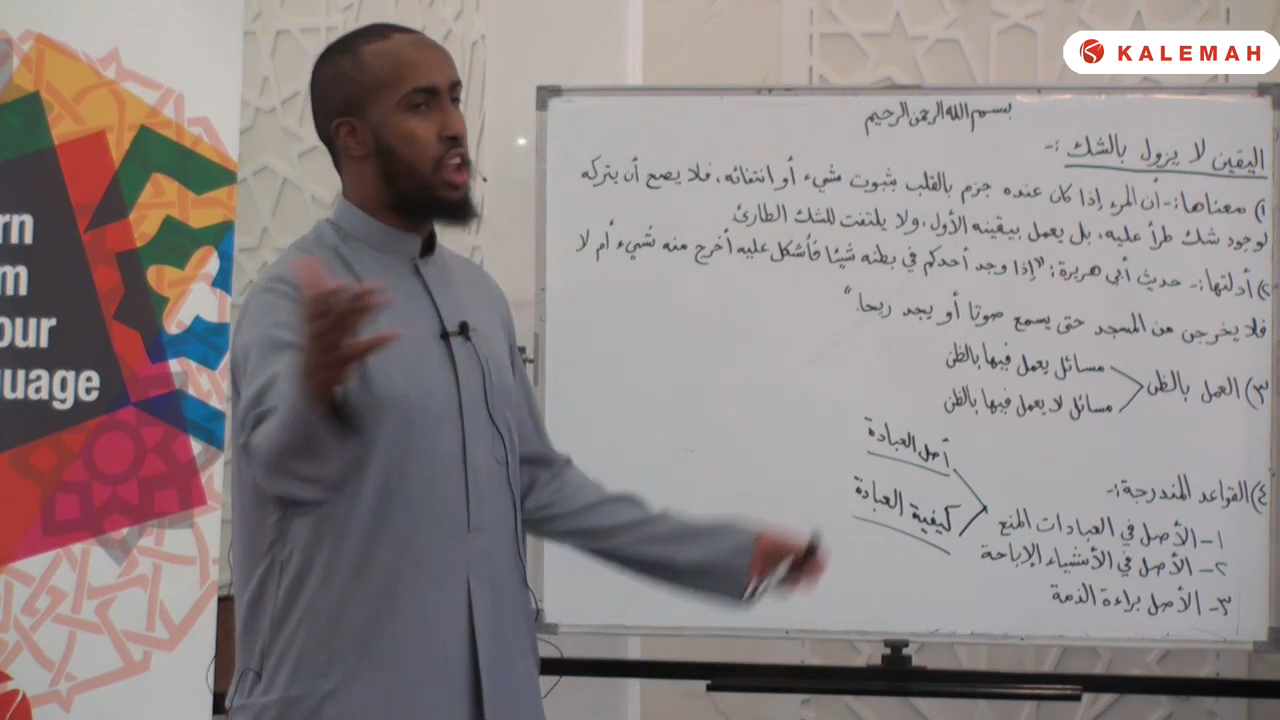 KALEMAH
rn
m
our
uage
بسم الله الرحمن الرحيم
اليقين لا يزول بالشك :-
١) معناها:- أن المرء إذا كان عنده جزم بالقلب بثبوت شيء أو انتفائه، فلا يصح أن يتركه
لوجود شك طرأ عليه، بل يعمل بيقينه الأول، ولا يلتفت للشك الطارئ
٢) أدلتها:- حديث أبي هريرة: "إذا وجد أحدكم في بطنه شيئا فأشكل عليه أخرج منه شيء أم لا
فلا يخرجن من المسجد حتى يسمع صوتا أو يجد ريحا."
٣) العمل بالظن
مسائل يعمل فيها بالظن
مسائل لا يعمل فيها بالظن
٤) القواعد المندرجة:-
١- الأصل في العبادات المنع
أصل العبادة
كيفية العبادة
٢- الأصل في الأشياء الإباحة
٣- الأصل براءة الذمة